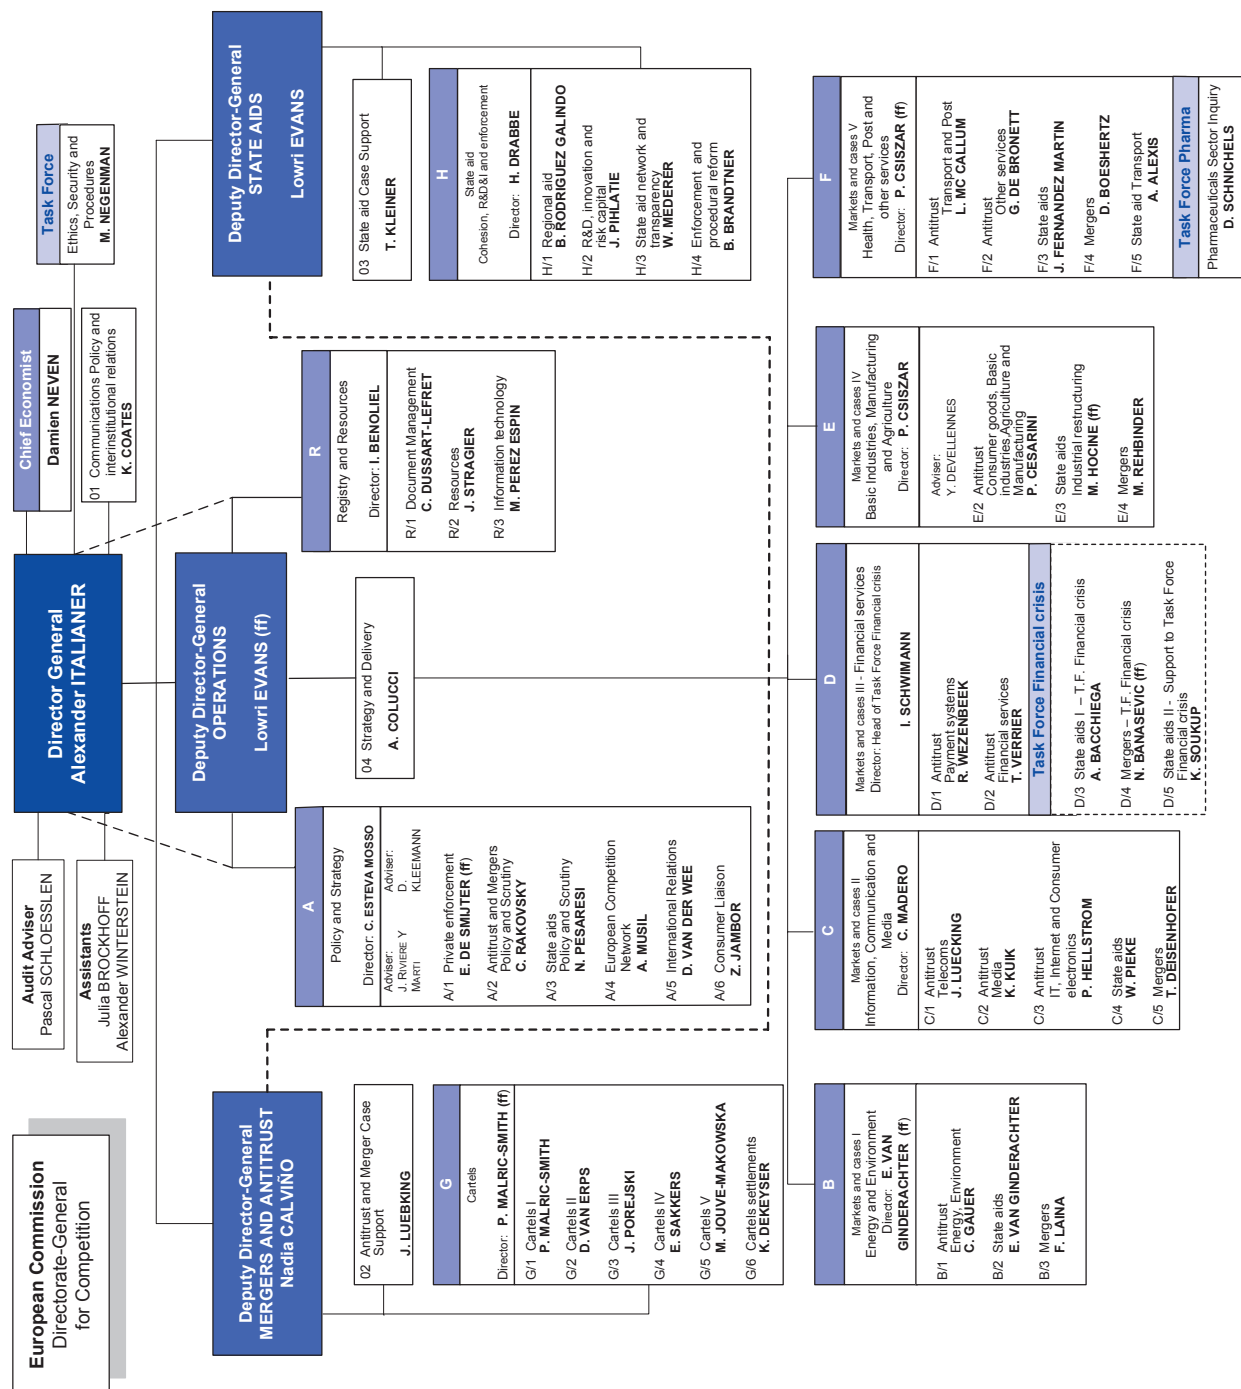 European Commission
Directorate-General
for Competition
Audit Adviser
Pascal SCHLOESSLEN
Assistants
Julia BROCKHOFF
Alexander WINTERSTEIN
Director General
Alexander ITALIANER
Chief Economist
Damien NEVEN
Task Force
Ethics, Security and
Procedures
M. NEGENMAN
01 Communications Policy and
interinstitutional relations
K. COATES
Deputy Director-General
MERGERS AND ANTITRUST
Nadia CALVIÑO
Deputy Director-General
OPERATIONS
Lowri EVANS (ff)
Deputy Director-General
STATE AIDS
Lowri EVANS
02 Antitrust and Merger Case
Support
J. LUEBKING
04 Strategy and Delivery
A. COLUCCI
03 State aid Case Support
T. KLEINER
G
Cartels
Director: P. MALRIC-SMITH (ff)
G/1 Cartels I
P. MALRIC-SMITH
G/2 Cartels II
D. VAN ERPS
G/3 Cartels III
J. POREJSKI
G/4 Cartels IV
E. SAKKERS
G/5 Cartels V
M. JOUVE-MAKOWSKA
G/6 Cartels settlements
K. DEKEYSER
A
Policy and Strategy
Director: C. ESTEVA MOSSO
Adviser:
J. RIVIERE Y
MARTI
Adviser:
D.
KLEEMANN
A/1 Private enforcement
E. DE SMIJTER (ff)
A/2 Antitrust and Mergers
Policy and Scrutiny
C. RAKOVSKY
A/3 State aids
Policy and Scrutiny
N. PESARESI
A/4 European Competition
Network
A. MUSIL
A/5 International Relations
D. VAN DER WEE
A/6 Consumer Liaison
Z. JAMBOR
R
Registry and Resources
Director: I. BENOLIEL
R/1 Document Management
C. DUSSART-LEFRET
R/2 Resources
J. STRAGIER
R/3 Information technology
M. PEREZ ESPIN
H
State aid
Cohesion, R&D&I and enforcement
Director: H. DRABBE
H/1 Regional aid
B. RODRIGUEZ GALINDO
H/2 R&D, innovation and
risk capital
J. PIHLATIE
H/3 State aid network and
transparency
W. MEDERER
H/4 Enforcement and
procedural reform
B. BRANDTNER
B
Markets and cases I
Energy and Environment
Director: E. VAN
GINDERACHTER (ff)
B/1 Antitrust
Energy, Environment
C. GAUER
B/2 State aids
E. VAN GINDERACHTER
B/3 Mergers
F. LAINA
C
Markets and cases II
Information, Communication and
Media
Director: C. MADERO
C/1 Antitrust
Telecoms
J. LUECKING
C/2 Antitrust
Media
K. KUIK
C/3 Antitrust
IT, Internet and Consumer
electronics
P. HELLSTROM
C/4 State aids
W. PIEKE
C/5 Mergers
T. DEISENHOFER
D
Markets and cases III - Financial services
Director: Head of Task Force Financial crisis
I. SCHWIMANN
D/1 Antitrust
Payment systems
R. WEZENBEEK
D/2 Antitrust
Financial services
T. VERRIER
Task Force Financial crisis
D/3 State aids I – T.F. Financial crisis
A. BACCHIEGA
D/4 Mergers – T.F. Financial crisis
N. BANASEVIC (ff)
D/5 State aids II - Support to Task Force
Financial crisis
K. SOUKUP
E
Markets and cases IV
Basic Industries, Manufacturing
and Agriculture
Director: P. CSISZAR
Adviser:
Y. DEVELLENNES
E/2 Antitrust
Consumer goods, Basic
industries,Agriculture and
Manufacturing
P. CESARINI
E/3 State aids
Industrial restructuring
M. HOCINE (ff)
E/4 Mergers
M. REHBINDER
F
Markets and cases V
Health, Transport, Post and
other services
Director: P. CSISZAR (ff)
F/1 Antitrust
Transport and Post
L. MC CALLUM
F/2 Antitrust
Other services
G. DE BRONETT
F/3 State aids
J. FERNANDEZ MARTIN
F/4 Mergers
D. BOESHERTZ
F/5 State aid Transport
A. ALEXIS
Task Force Pharma
Pharmaceuticals Sector Inquiry
D. SCHNICHELS